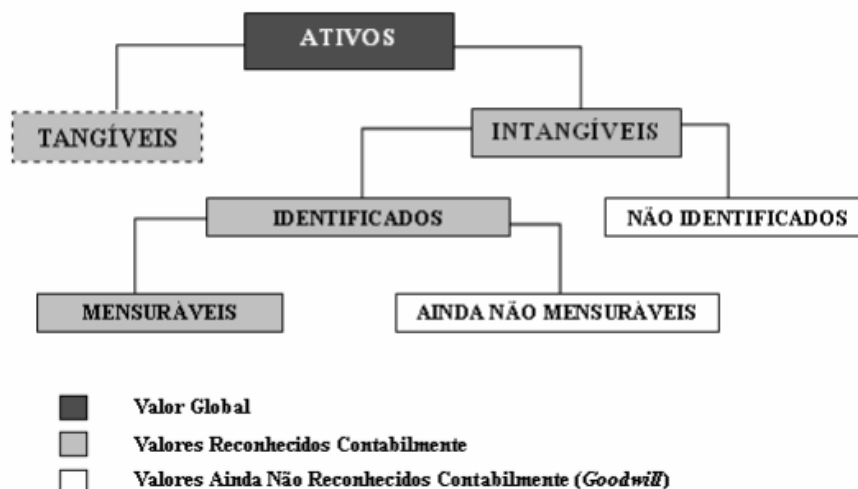 ATIVOS
TANGÍVEIS
INTANGÍVEIS
IDENTIFICADOS
NÃO IDENTIFICADOS
MENSURÀVEIS
AINDA NÃO MENSURÁVEIS
Valor Global
Valores Reconhecidos Contabilmente
Valores Ainda Não Reconhecidos Contabilmente (Goodwill)